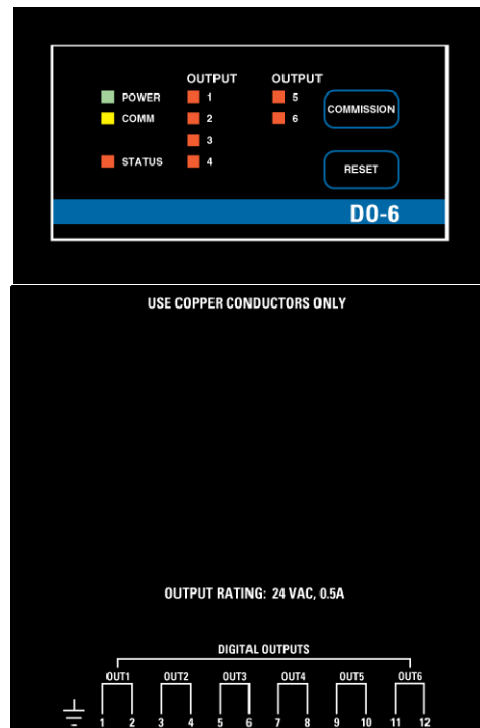 OUTPUT OUTPUT
POWER 1 5 COMMISSION
COMM 2 6
3
STATUS 4 RESET
DO-6
USE COPPER CONDUCTORS ONLY
OUTPUT RATING: 24 VAC, 0.5A
DIGITAL OUTPUTS
OUT1 OUT2 OUT3 OUT4 OUT5 OUT6
1 2 3 4 5 6 7 8 9 10 11 12